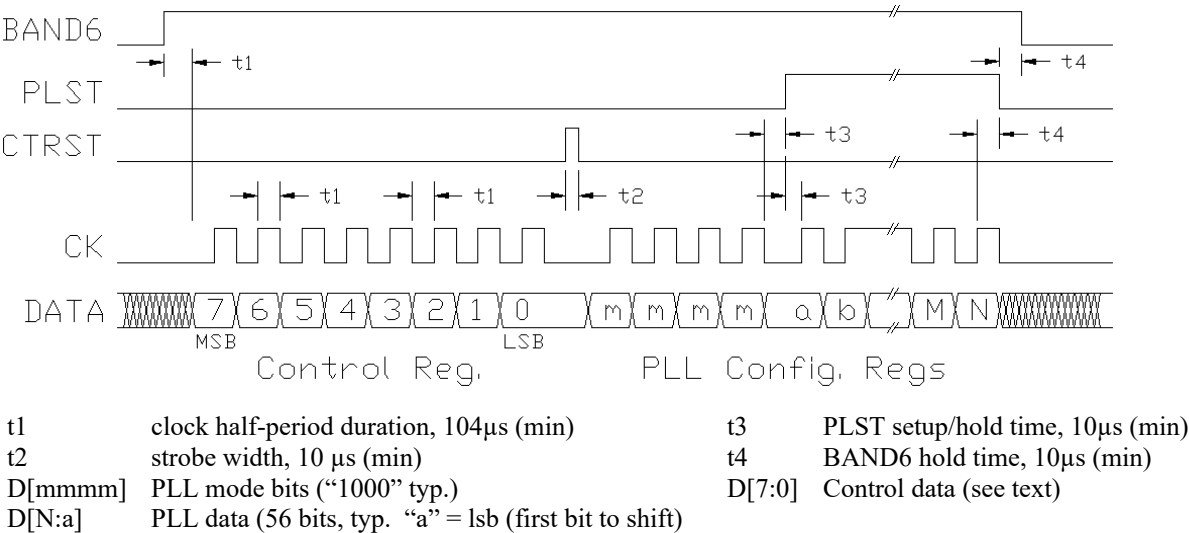 BAND6
t1
t4
PLST
CTRST
t3
t4
t1
t1
t2
t3
CK
DATA
7 6 5 4 3 2 1 0 m m m m a b M N
MSB LSB
Control Reg. PLL Config. Regs
t1 clock half-period duration, 104µs (min) t3 PLST setup/hold time, 10µs (min)
t2 strobe width, 10 µs (min) t4 BAND6 hold time, 10µs (min)
D[mmmm] PLL mode bits (“1000” typ.) D[7:0] Control data (see text)
D[N:a] PLL data (56 bits, typ. “a” = lsb (first bit to shift)